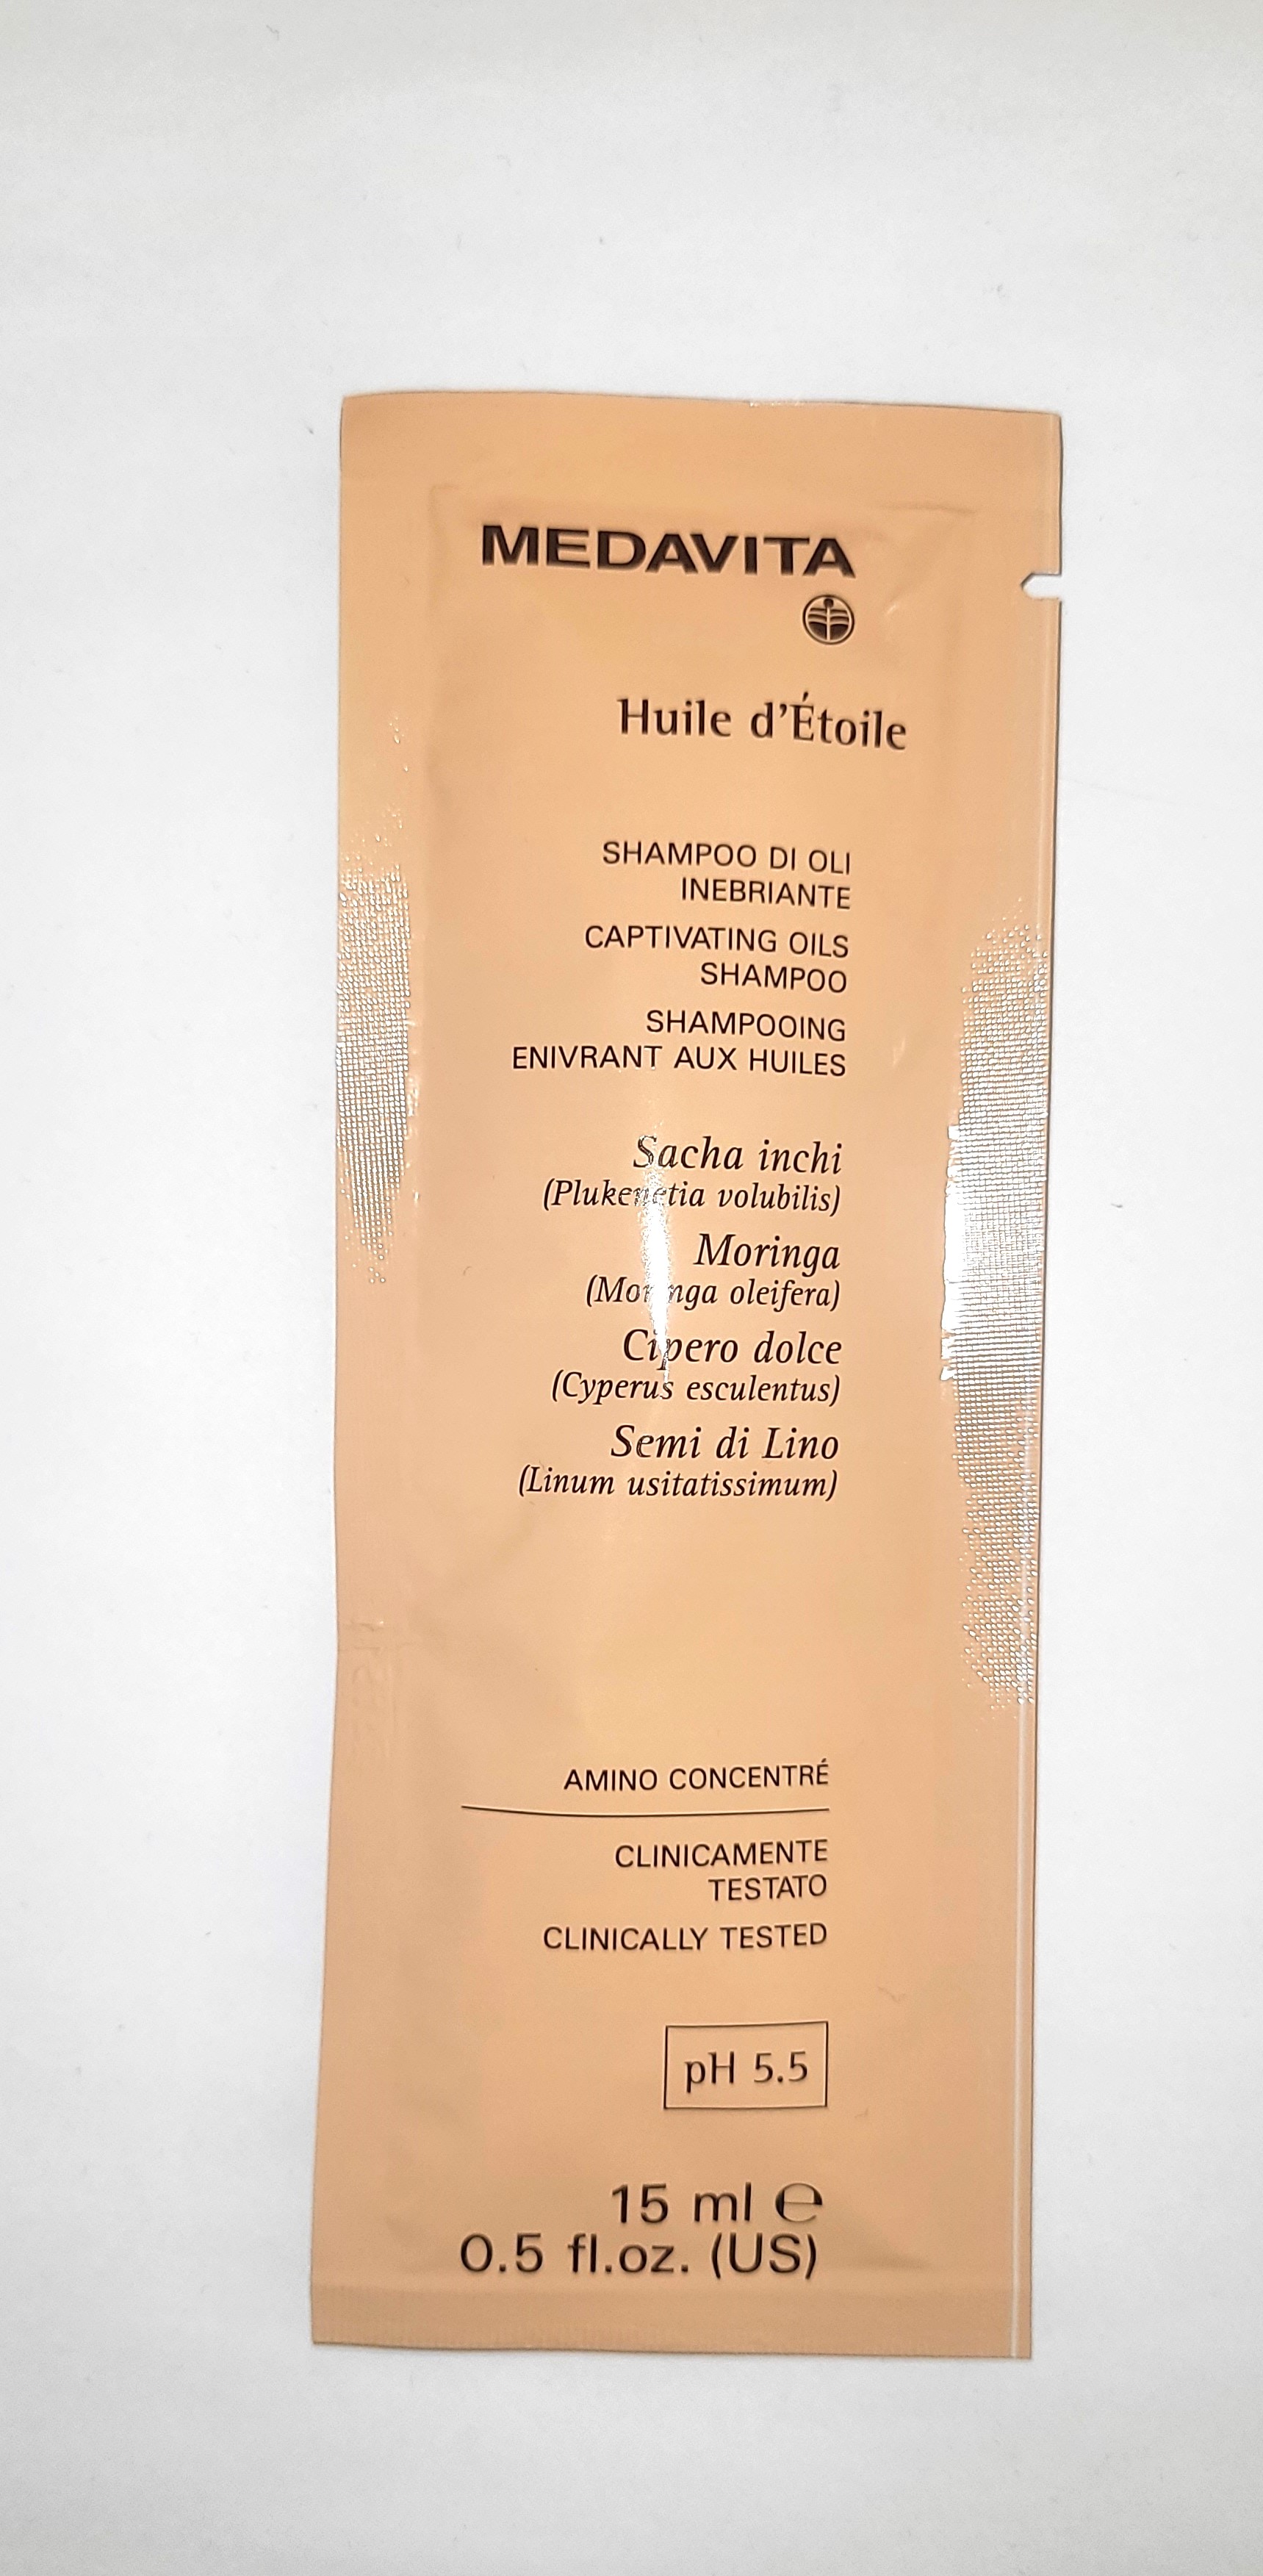 MEDAVITA
Huile d'Étoile
SHAMPOO DI OLI
INEBRIANTE
CAPTIVATING OILS
SHAMPOO
SHAMPOOING
ENIVRANT AUX HUILES
Sacha inchi
(Plukenetia volubilis)
Moringa
(Moringa oleifera)
Cipero dolce
(Cyperus esculentus)
Semi di Lino
(Linum usitatissimum)
AMINO CONCENTRÉ
CLINICAMENTE
TESTATO
CLINICALLY TESTED
pH 5.5
15 ml ℮
0.5 fl.oz. (US)